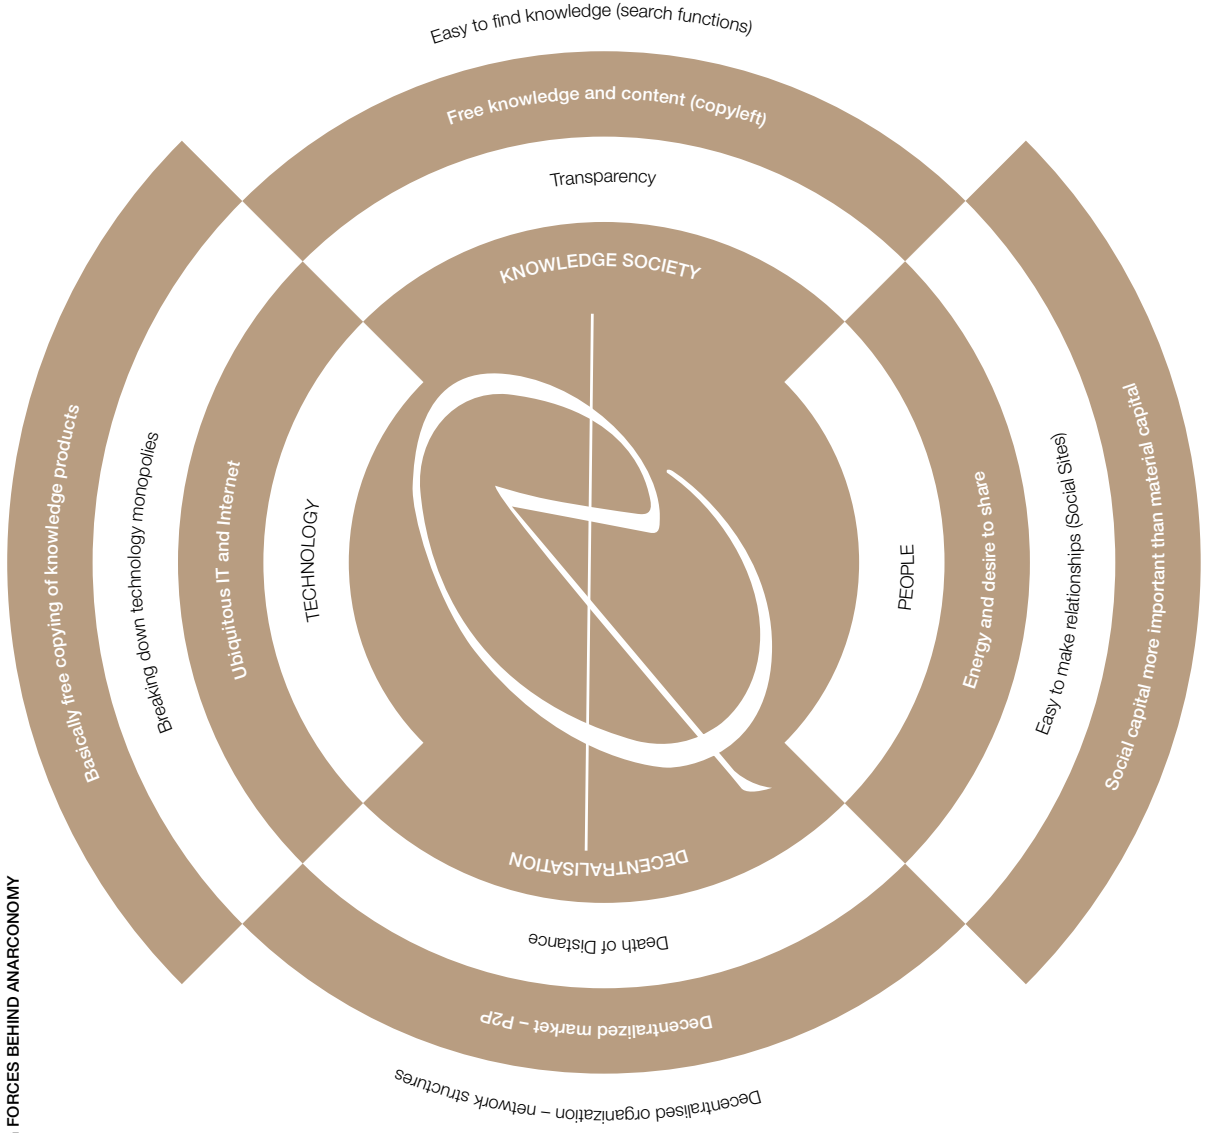 Easy to find knowledge (search functions)
Free knowledge and content (copyleft)
Transparency
KNOWLEDGE SOCIETY
Basically free copying of knowledge products
Breaking down technology monopolies
Ubiquitous IT and Internet
TECHNOLOGY
PEOPLE
Energy and desire to share
Easy to make relationships (Social Sites)
Social capital more important than material capital
DECENTRALISATION
Death of Distance
Decentralized market – P2P
Decentralised organization – network structures
FORCES BEHIND ANARCONOMY